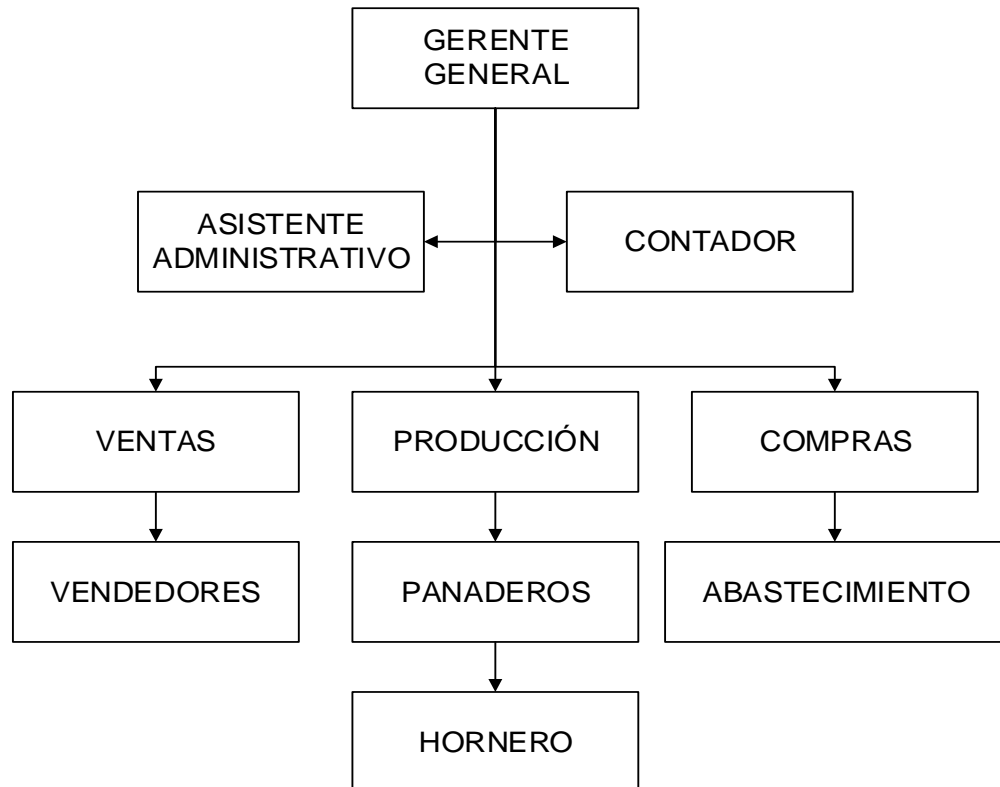 GERENTE
GENERAL
ASISTENTE
ADMINISTRATIVO
CONTADOR
VENTAS
PRODUCCIÓN
COMPRAS
VENDEDORES
PANADEROS
ABASTECIMIENTO
HORNERO